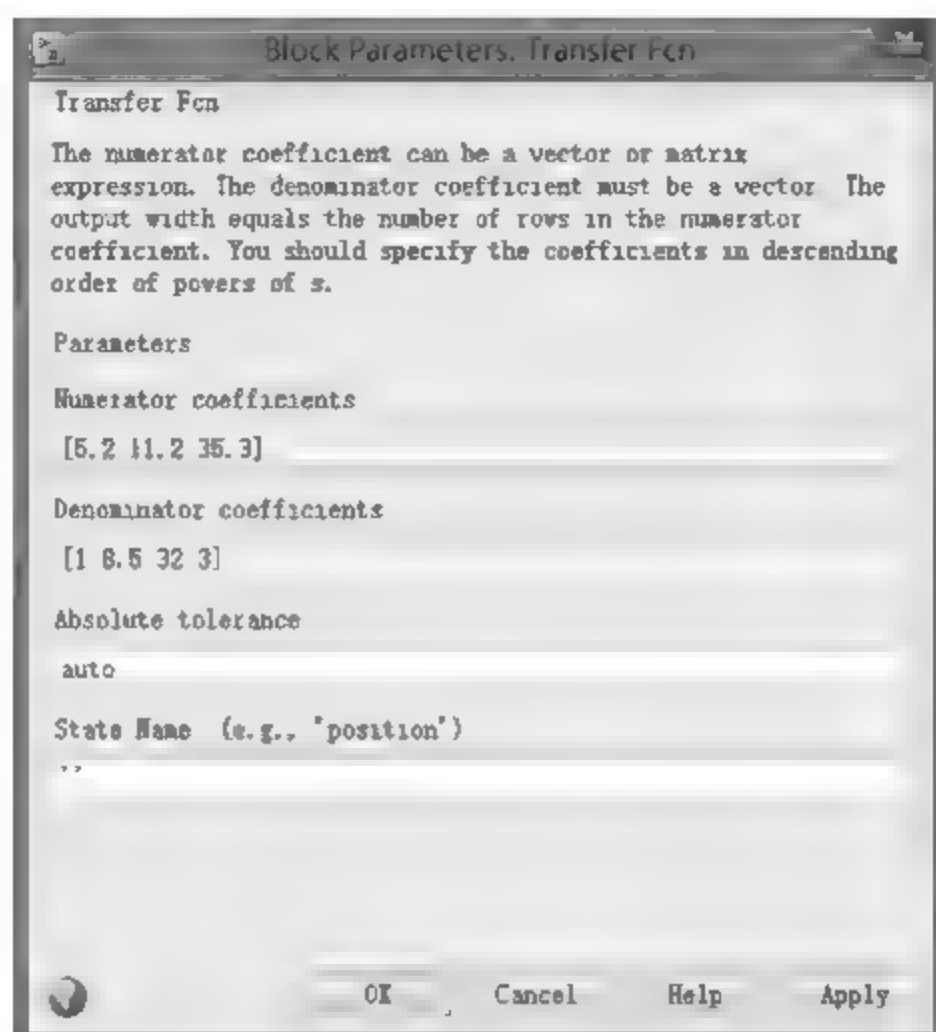 Block Parameters. Transfer Fcn
Transfer Fcn
The numerator coefficient can be a vector or matrix
expression. The denominator coefficient must be a vector The
output width equals the number of rows in the numerator
coefficient. You should specify the coefficients in descending
order of powers of s.
Parameters
Numerator coefficients
[5.2 11.2 35.3]
Denominator coefficients
[1 32 3]
Absolute tolerance
auto
State Name (e.g., 'position')
''
OK Cancel Help Apply